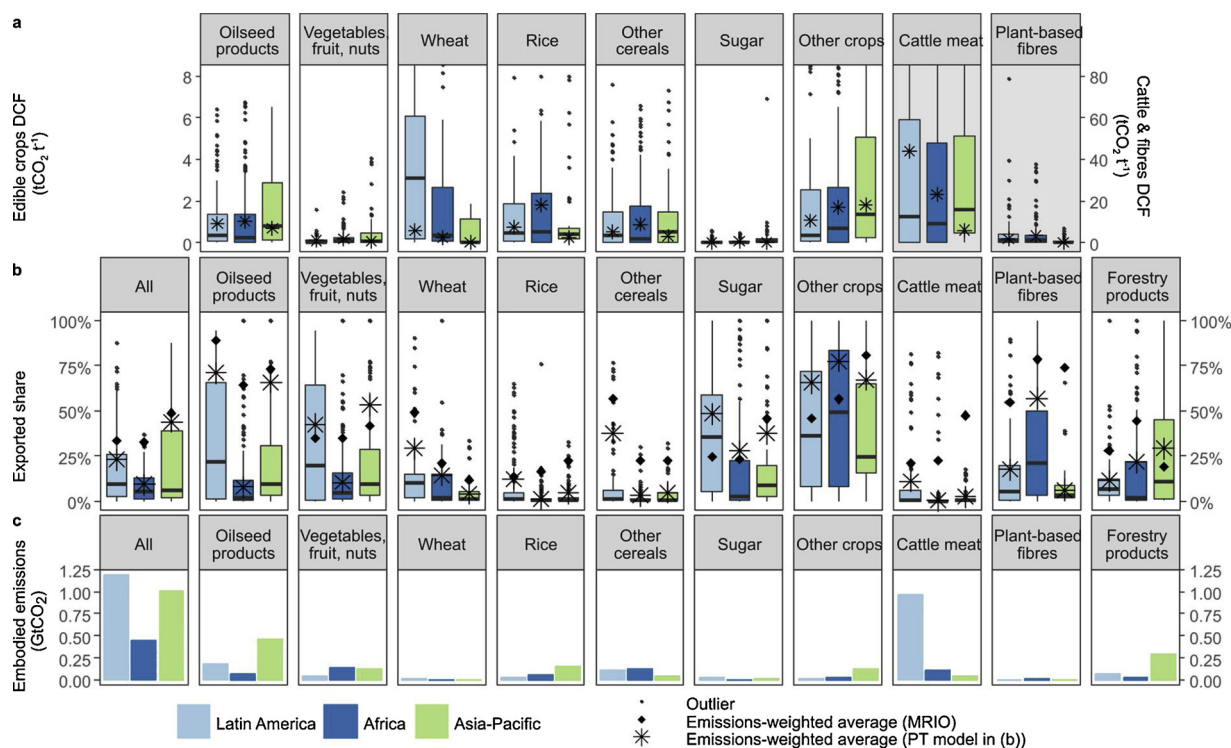 a
Oilseed products
Vegetables, fruit, nuts
Wheat
Rice
Other cereals
Sugar
Other crops
Cattle meat
Plant-based fibres
Edible crops DCF
(tCO2 t-1)
8
6
4
2
0
80
60
40
20
0
Cattle & fibres DCF
(tCO2 t-1)
b
All
Oilseed products
Vegetables, fruit, nuts
Wheat
Rice
Other cereals
Sugar
Other crops
Cattle meat
Plant-based fibres
Forestry products
Exported share
100%
75%
50%
25%
0%
100%
75%
50%
25%
0%
c
All
Oilseed products
Vegetables, fruit, nuts
Wheat
Rice
Other cereals
Sugar
Other crops
Cattle meat
Plant-based fibres
Forestry products
Embodied emissions
(GtCO2)
1.25
1.00
0.75
0.50
0.25
0.00
1.25
1.00
0.75
0.50
0.25
0.00
Latin America
Africa
Asia-Pacific
Outlier
Emissions-weighted average (MRIO)
Emissions-weighted average (PT model in (b))